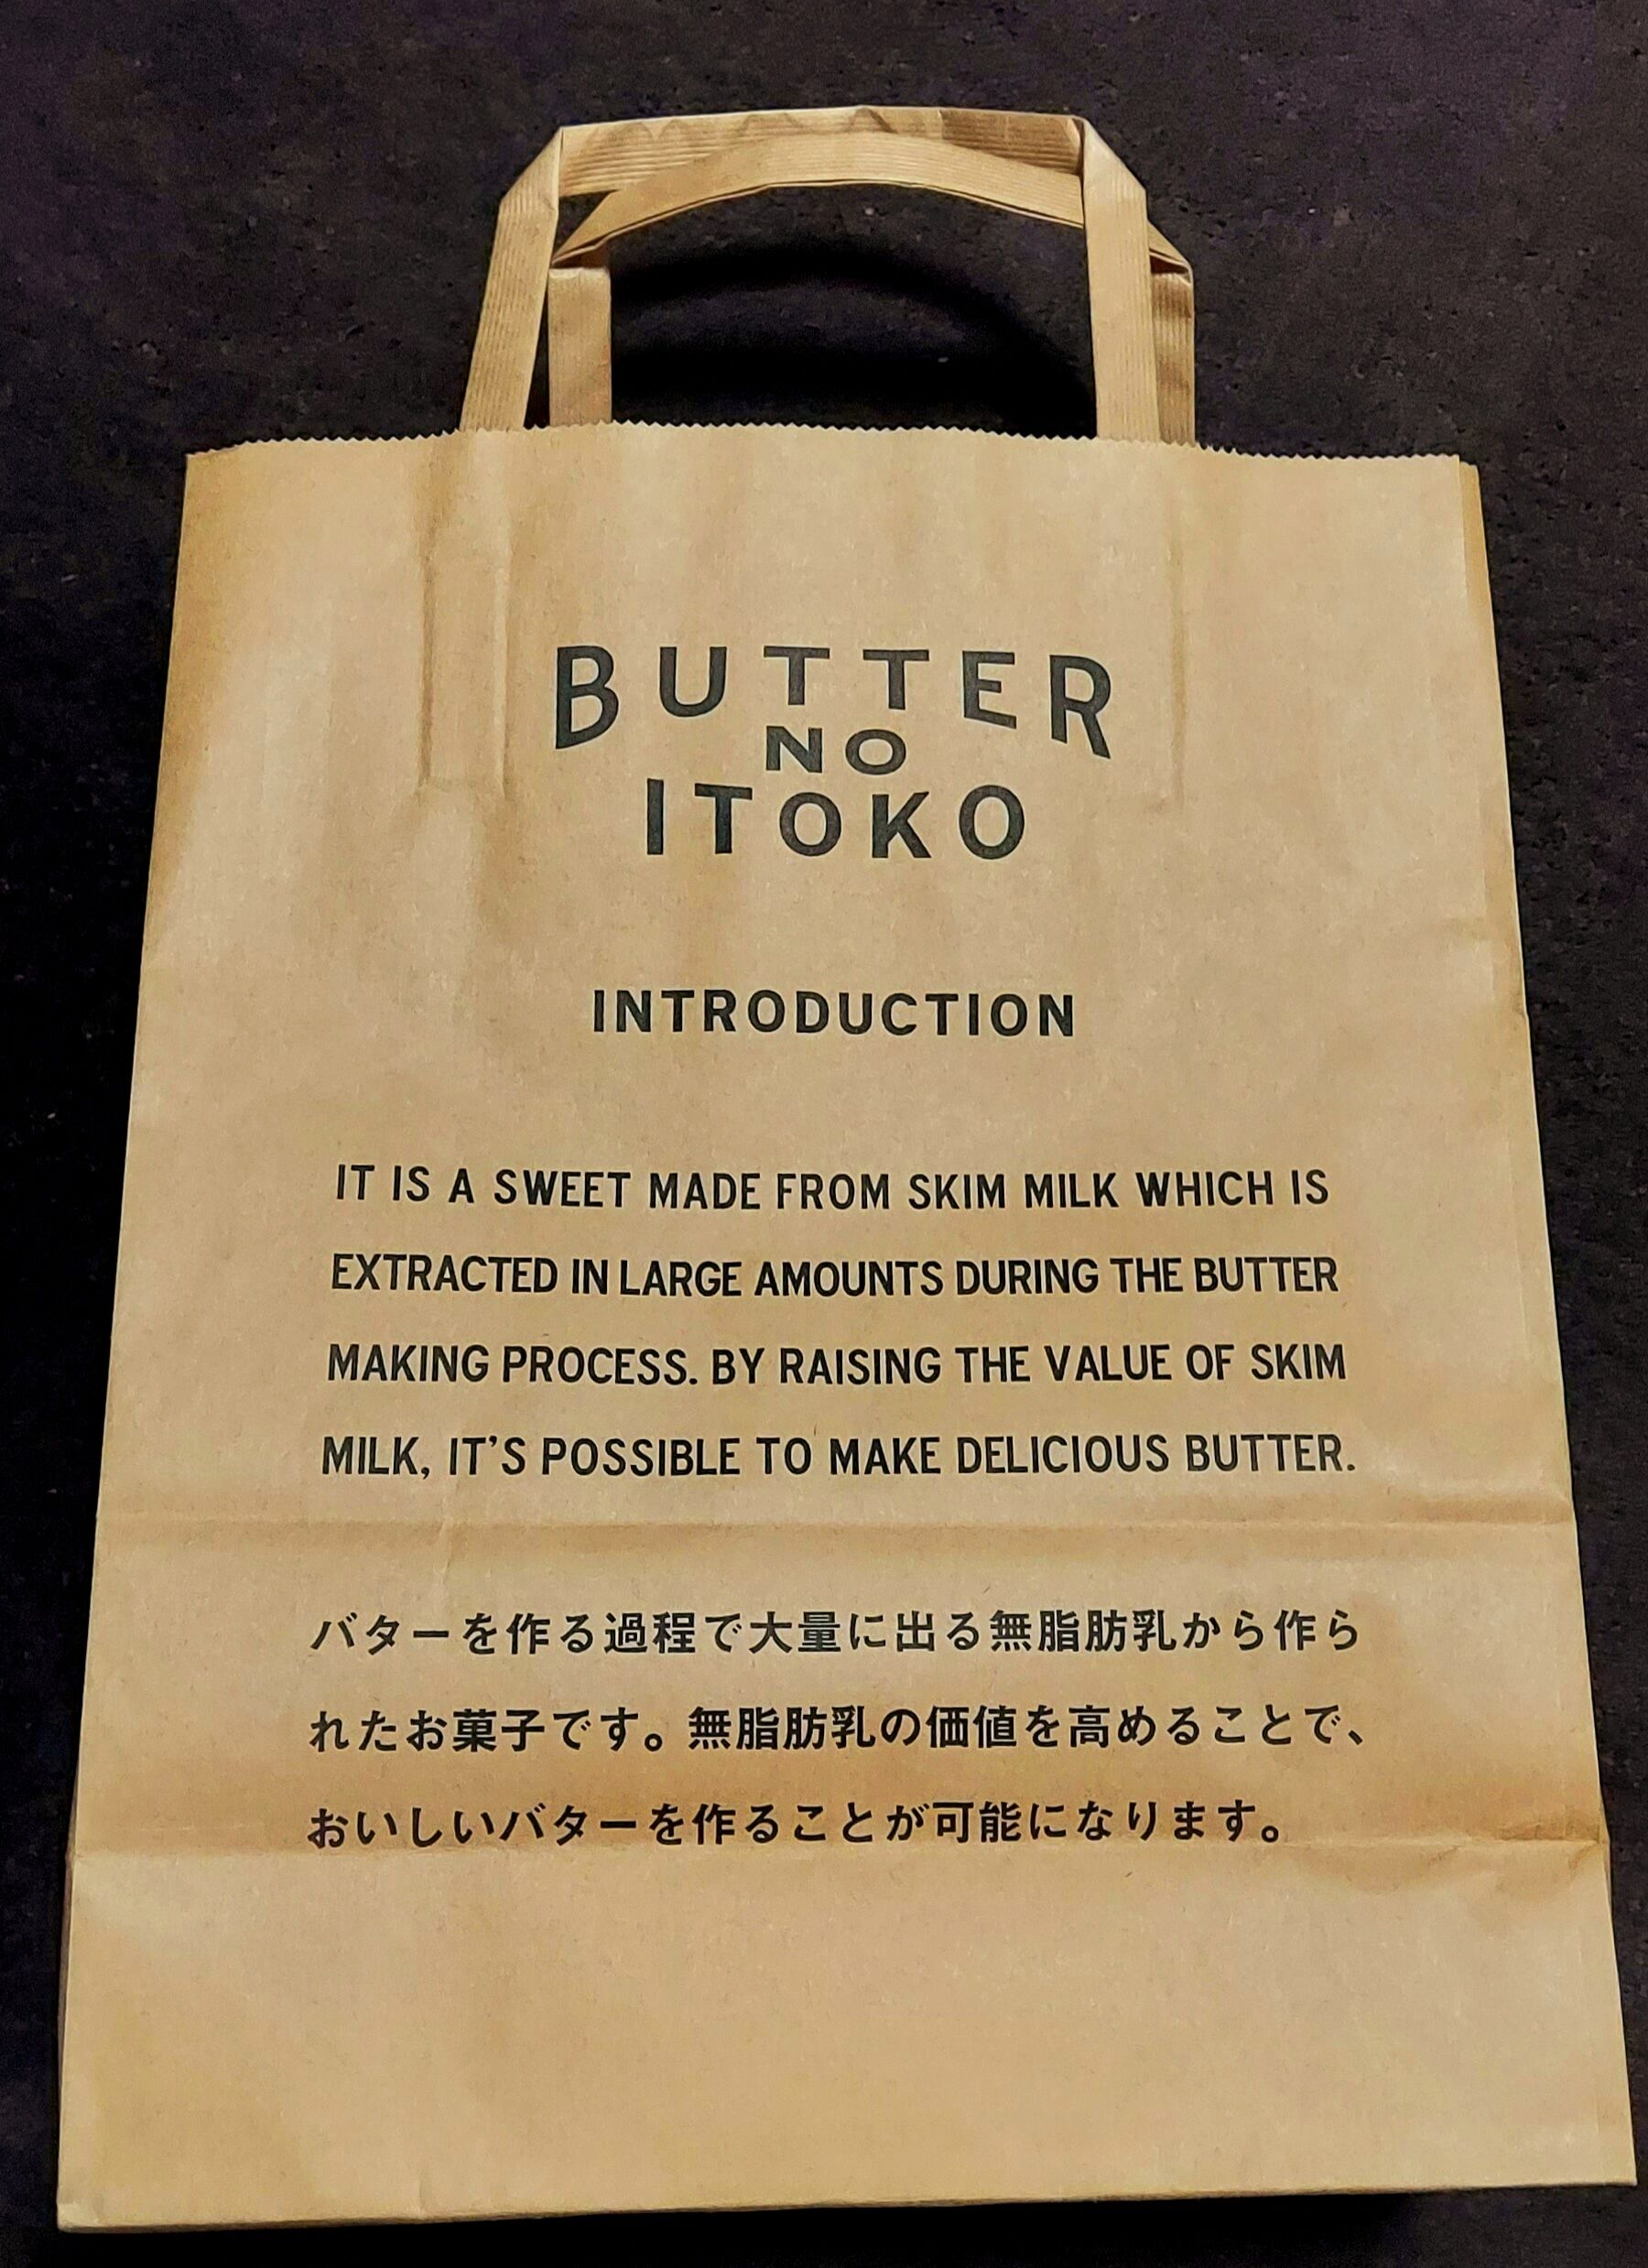 BUTTER
NO
ITOKO
INTRODUCTION
IT IS A SWEET MADE FROM SKIM MILK WHICH IS
EXTRACTED IN LARGE AMOUNTS DURING THE BUTTER
MAKING PROCESS. BY RAISING THE VALUE OF SKIM
MILK, IT'S POSSIBLE TO MAKE DELICIOUS BUTTER.
バターを作る過程で大量に出る無脂肪乳から作ら
れたお菓子です。無脂肪乳の価値を高めることで、
おいしいバターを作ることが可能になります。